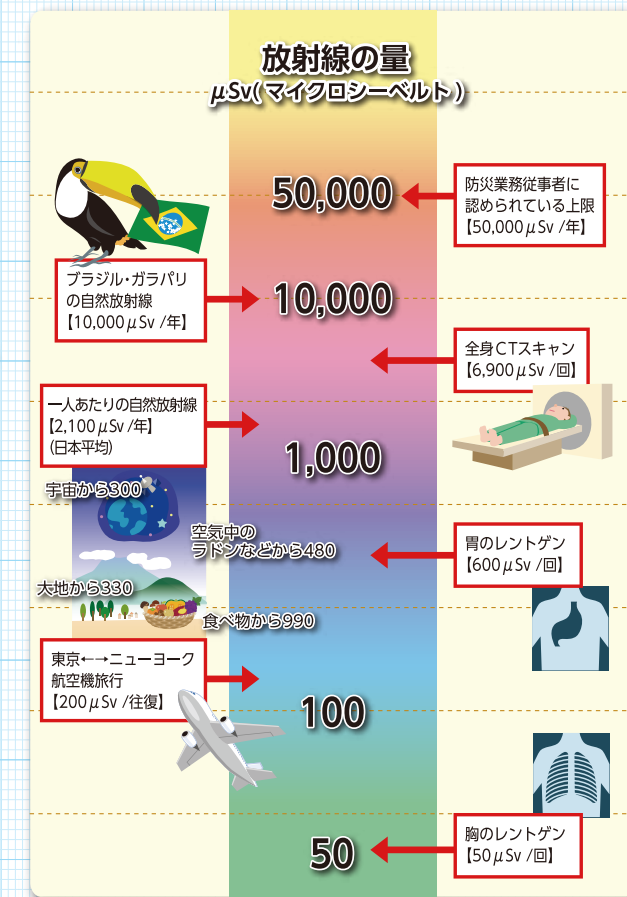 放射線の量
μSv(マイクロシーベルト)
50,000
防災業務従事者に
認められている上限
【50,000μSv/年】
ブラジル・ガラパリ
の自然放射線
【10,000μSv/年】
10,000
全身CTスキャン
【6,900μSv/回】
一人あたりの自然放射線
【2,100μSv/年】
(日本平均)
1,000
宇宙から300
空気中の
ラドンなどから480
大地から330
食べ物から990
胃のレントゲン
【600μSv/回】
東京←→ニューヨーク
航空機旅行
【200μSv/往復】
100
50
胸のレントゲン
【50μSv/回】